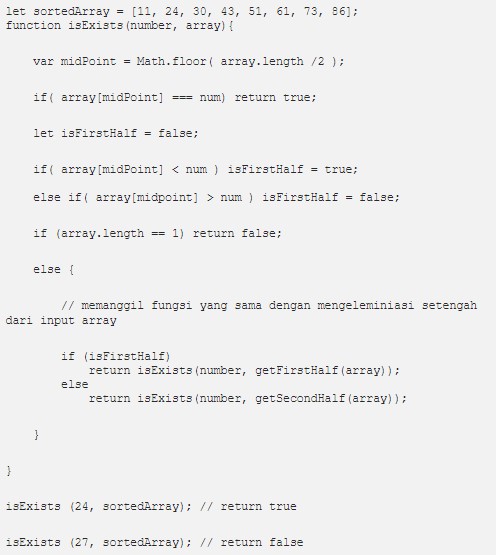 let sortedArray = [11, 24, 30, 43, 51, 61, 73, 86];
function isExists(number, array){
var midPoint = Math.floor( array.length /2 );
if( array[midPoint] === num) return true;
let isFirstHalf = false;
if( array[midPoint] < num ) isFirstHalf = true;
else if( array[midpoint] > num ) isFirstHalf = false;
if (array.length == 1) return false;
else {
// memanggil fungsi yang sama dengan mengeleminiasi setengah
dari input array
if (isFirstHalf)
return isExists(number, getFirstHalf(array));
else
return isExists(number, getSecondHalf(array));
}
}
isExists (24, sortedArray); // return true
isExists (27, sortedArray); // return false